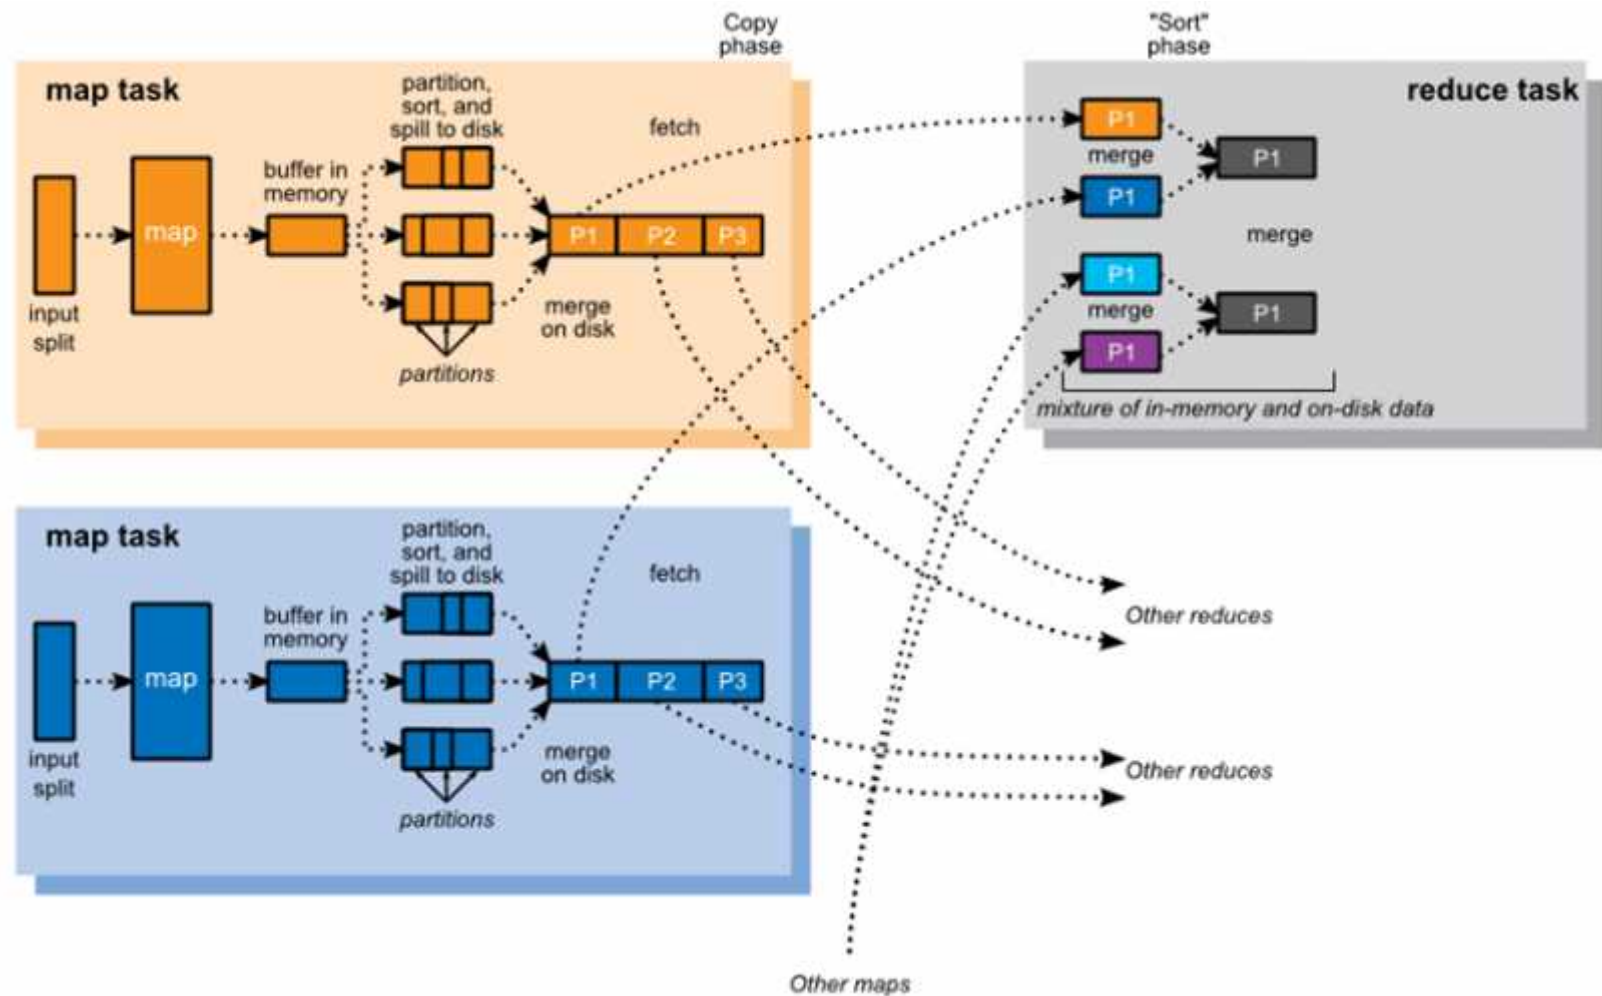 Copy
phase
"Sort"
phase
map task
partition,
sort, and
spill to disk
fetch
buffer in
memory
map
input
split
P1 P2 P3
merge
on disk
partitions
reduce task
P1
merge
P1
P1
merge
P1
merge
P1
P1
mixture of in-memory and on-disk data
map task
partition,
sort, and
spill to disk
fetch
buffer in
memory
map
input
split
P1 P2 P3
merge
on disk
partitions
Other reduces
Other reduces
Other maps